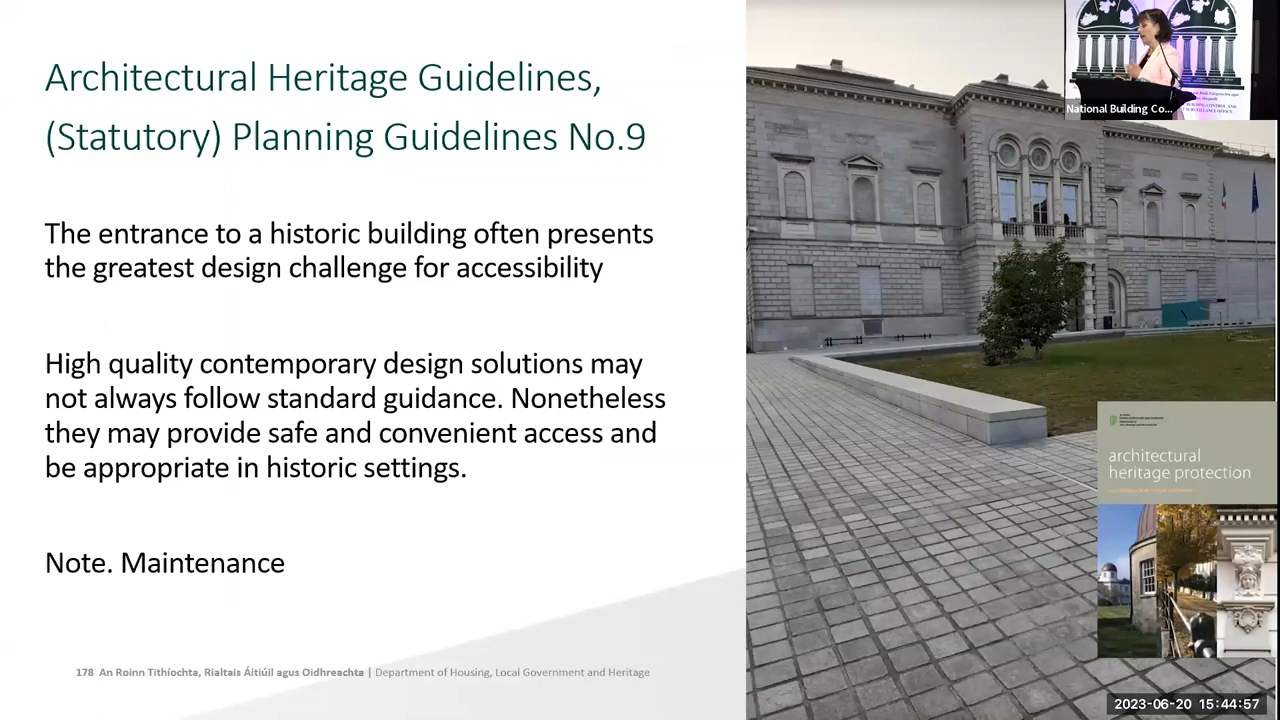 Architectural Heritage Guidelines,
(Statutory) Planning Guidelines No.9
The entrance to a historic building often presents
the greatest design challenge for accessibility
High quality contemporary design solutions may
not always follow standard guidance. Nonetheless
they may provide safe and convenient access and
be appropriate in historic settings.
Note. Maintenance
178 An Roinn Tithíochta, Rialtais Áitiúil agus Oidhreachta | Department of Housing, Local Government and Heritage
National Building Co...
architectural
heritage protection
2023-06-20 15:44:57